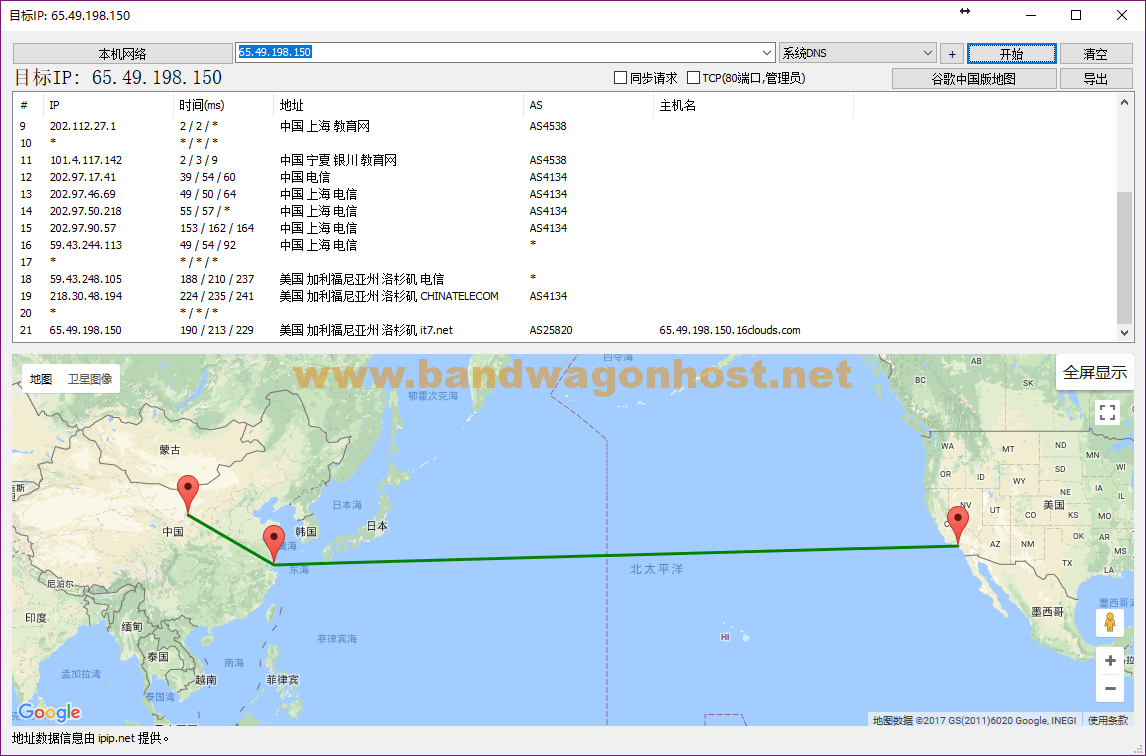 目标IP: 65.49.198.150
本机网络 65.49.198.150 系统DNS + 开始 清空
目标IP: 65.49.198.150 同步请求 TCP(80端口,管理员) 谷歌中国版地图 导出
# IP 时间(ms) 地址 AS 主机名
9 202.112.27.1 2 / 2 / * 中国 上海 教育网 AS4538
10 * * / * / *
11 101.4.117.142 2 / 3 / 9 中国 宁夏 银川 教育网 AS4538
12 202.97.17.41 39 / 54 / 60 中国 电信 AS4134
13 202.97.46.69 49 / 50 / 64 中国 上海 电信 AS4134
14 202.97.50.218 55 / 57 / * 中国 上海 电信 AS4134
15 202.97.90.57 153 / 162 / 164 中国 上海 电信 AS4134
16 59.43.244.113 49 / 54 / 92 中国 上海 电信 *
17 * * / * / *
18 59.43.248.105 188 / 210 / 237 美国 加利福尼亚州 洛杉矶 电信 *
19 218.30.48.194 224 / 235 / 241 美国 加利福尼亚州 洛杉矶 CHINATELECOM AS4134
20 * * / * / *
21 65.49.198.150 190 / 213 / 229 美国 加利福尼亚州 洛杉矶 it7.net AS25820 65.49.198.150.16clouds.com
www.bandwagonhost.net
地图 卫星图像
全屏显示
白令海
鄂霍次克海
AB
BC
SK
蒙古
WA
MT
ND
MN
OR
ID
SD
WI
WY
NE
IA
IL
NV
UT
CO
美国
KS
MO
AZ
NM
OK
AR
MS
TX
LA
日本海
日本
韩国
黄海
中国
东海
北太平洋
尼泊尔
印度
缅甸
泰国
越南
南海
菲律宾海
菲律宾
孟加拉湾
泰国湾
HI
墨西哥
墨西哥
+
−
Google
地图数据 ©2017 GS(2011)6020 Google, INEGI 使用条款
地址数据信息由 ipip.net 提供。